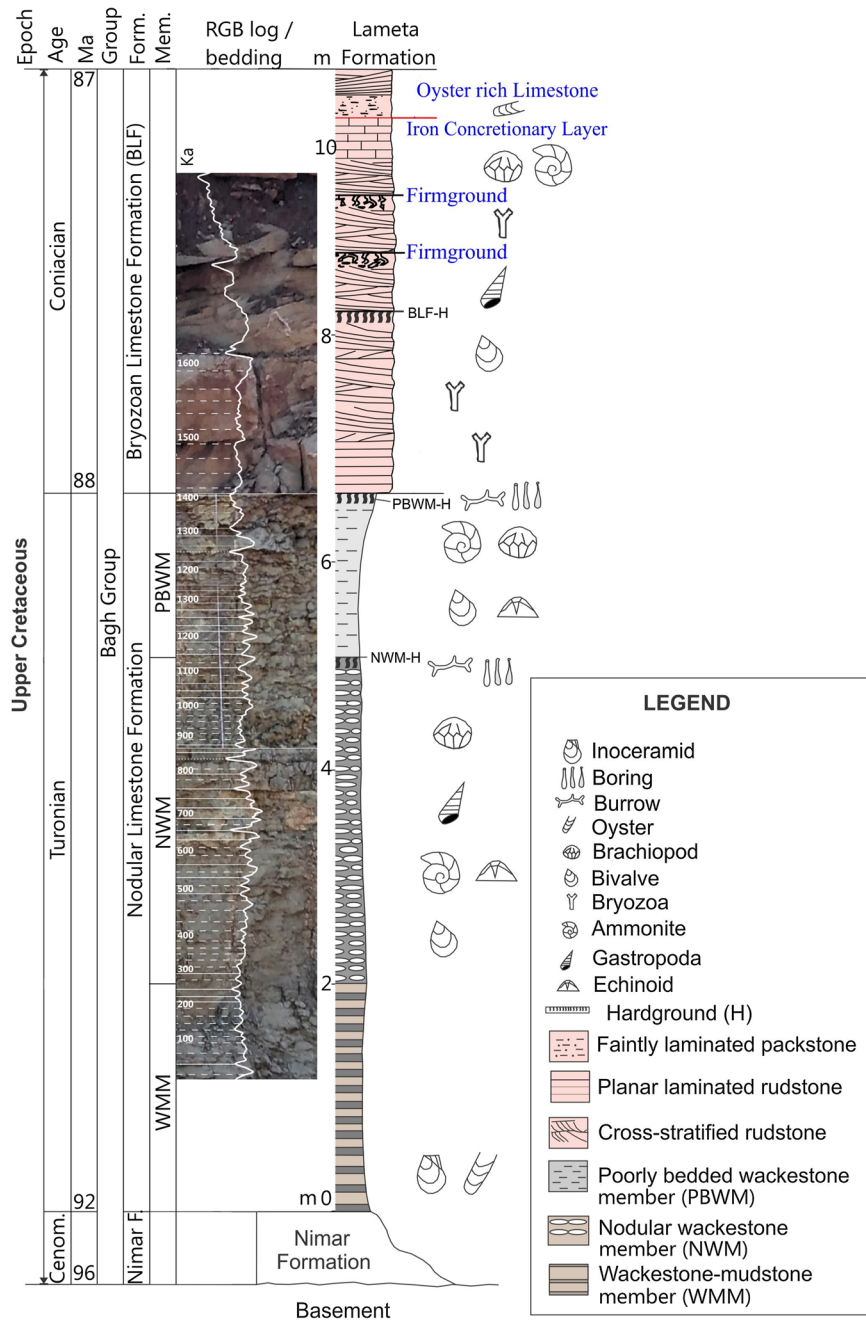 Epoch
Age
Ma
Group
Form.
Mem.
RGB log /
bedding
Lameta
m Formation
87
Oyster rich Limestone
Iron Concretionary Layer
10
Ka
Firmground
Firmground
BLF-H
8
1600
1500
88
1400
PBWM-H
1300
1200
6
1300
1200
NWM-H
1100
1000
900
800
4
700
600
500
400
300
2
200
100
m 0
92
96
Upper Cretaceous
Coniacian
Turonian
Cenom.
Bagh Group
Bryozoan Limestone Formation (BLF)
Nodular Limestone Formation
Nimar F.
PBWM
NWM
WMM
Nimar
Formation
Basement
LEGEND
Inoceramid
Boring
Burrow
Oyster
Brachiopod
Bivalve
Bryozoa
Ammonite
Gastropoda
Echinoid
Hardground (H)
Faintly laminated packstone
Planar laminated rudstone
Cross-stratified rudstone
Poorly bedded wackestone
member (PBWM)
Nodular wackestone
member (NWM)
Wackestone-mudstone
member (WMM)